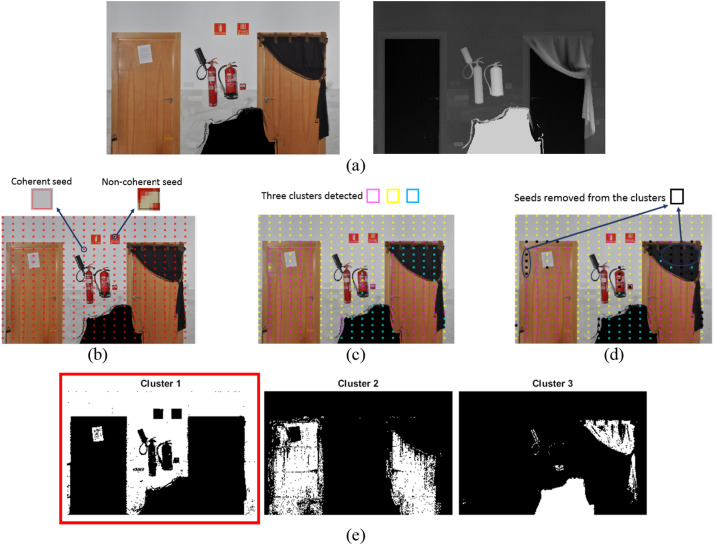 (a)
Coherent seed
Non-coherent seed
Three clusters detected
Seeds removed from the clusters
(b)
(c)
(d)
Cluster 1
Cluster 2
Cluster 3
(e)